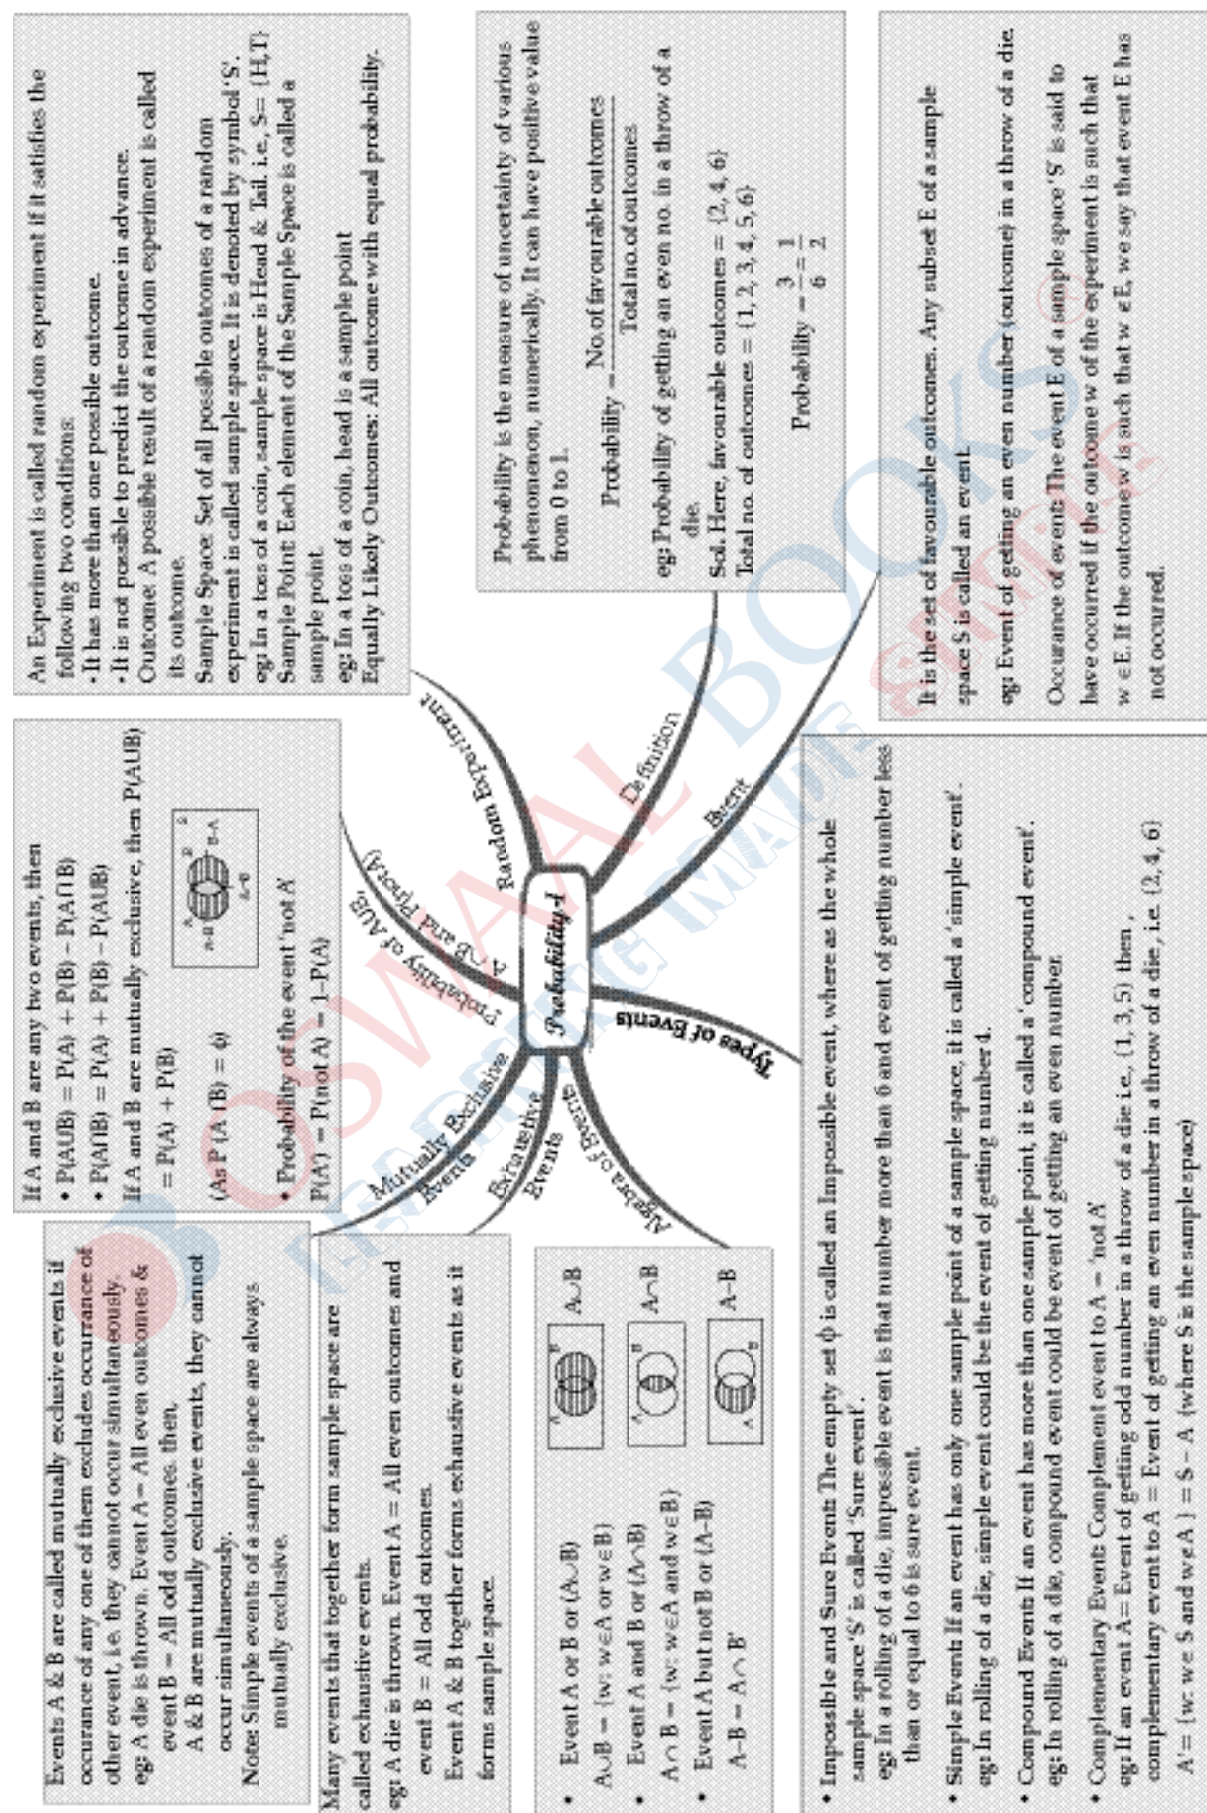 Events A & B are called mutually exclusive events if
occurance of any one of them excludes occurrance of
other event, i.e. they cannot occur simultaneously.
eg: A die is thrown. Event A = All even outcomes &
event B = All odd outcomes. then,
A & B are mutually exclusive events, they cannot
occur simultaneously.
Note: Simple events of a sample space are always
mutually exclusive.
Many events that together form sample space are
called exhaustive events.
eg: A die is thrown. Event A = All even outcomes and
event B = All odd outcomes.
Event A & B together forms exhaustive events as it
forms sample space.
• Event A or B or (A∪B)
A∪B = {w: w∈A or w∈B}
• Event A and B or (A∩B)
A∩B = {w: w∈A and w∈B}
• Event A but not B or (A–B)
A–B = A∩B'
A B
A∪B
A B
A∩B
A B
A–B
If A and B are any two events, then
• P(AUB) = P(A) + P(B) – P(A∩B)
• P(A∩B) = P(A) + P(B) – P(AUB)
If A and B are mutually exclusive, then P(AUB)
= P(A) + P(B)
(As P (A∩B) = ϕ)
• Probability of the event 'not A'
P(A') = P(not A) = 1–P(A)
A B S
A–B B–A
A∩B
An Experiment is called random experiment if it satisfies the
following two conditions:
- It has more than one possible outcome.
- It is not possible to predict the outcome in advance.
Outcome: A possible result of a random experiment is called
its outcome.
Sample Space: Set of all possible outcomes of a random
experiment is called sample space. It is denoted by symbol 'S'.
eg: In a toss of a coin, sample space is Head & Tail. i.e., S= {H,T}
Sample Point: Each element of the Sample Space is called a
sample point.
eg: In a toss of a coin, head is a sample point
Equally Likely Outcomes: All outcome with equal probability.
Probability is the measure of uncertainty of various
phenomenon, numerically. It can have positive value
from 0 to 1.
Probability = No. of favourable outcomes / Total no. of outcomes
eg: Probability of getting an even no. in a throw of a
die.
Sol. Here, favourable outcomes = {2, 4, 6}
Total no. of outcomes = {1, 2, 3, 4, 5, 6}
Probability = 3/6 = 1/2
It is the set of favourable outcomes. Any subset E of a sample
space S is called an event.
eg: Event of getting an even number (outcome) in a throw of a die.
Occurance of event: The event E of a sample space 'S' is said to
have occurred if the outcome w of the experiment is such that
w ∈ E. If the outcome w is such that w ∉ E, we say that event E has
not occurred.
Mutually Exclusive
Events
Exhaustive
Events
Algebra of Events
Probability of AUB,
A∩B and P(not A)
Random Experiment
Probability-I
Definition
Event
Types of Events
• Impossible and Sure Event: The empty set ϕ is called an Impossible event, where as the whole
sample space 'S' is called 'Sure event'.
eg: In a rolling of a die, impossible event is that number more than 6 and event of getting number less
than or equal to 6 is sure event.
• Simple Event: If an event has only one sample point of a sample space, it is called a 'simple event'.
eg: In rolling of a die, simple event could be the event of getting number 4.
• Compound Event: If an event has more than one sample point, it is called a 'compound event'.
eg: In rolling of a die, compound event could be event of getting an even number.
• Complementary Event: Complement event to A = 'not A'
eg: If an event A= Event of getting odd number in a throw of a die i.e., {1, 3, 5} then ,
complementary event to A = Event of getting an even number in a throw of a die , i.e. {2, 4, 6}
A'= {w: w∈ S and w∉A } = S – A (where S is the sample space)
OSWAAL BOOKS®
LEARNING MADE SIMPLE